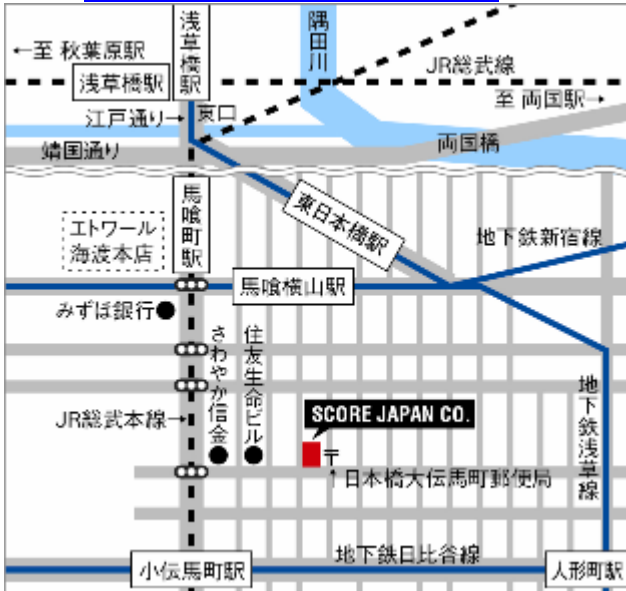 浅草橋駅
隅田川
←至 秋葉原駅
浅草橋駅
JR総武線
至 両国駅→
江戸通り→
東口
靖国通り
両国橋
馬喰町駅
エトワール
海渡本店
東日本橋駅
地下鉄新宿線
馬喰横山駅
みずほ銀行●
さわやか信金●
住友生命ビル●
地下鉄浅草線
JR総武本線→
SCORE JAPAN CO.
〒
↑日本橋大伝馬町郵便局
地下鉄日比谷線
小伝馬町駅
人形町駅